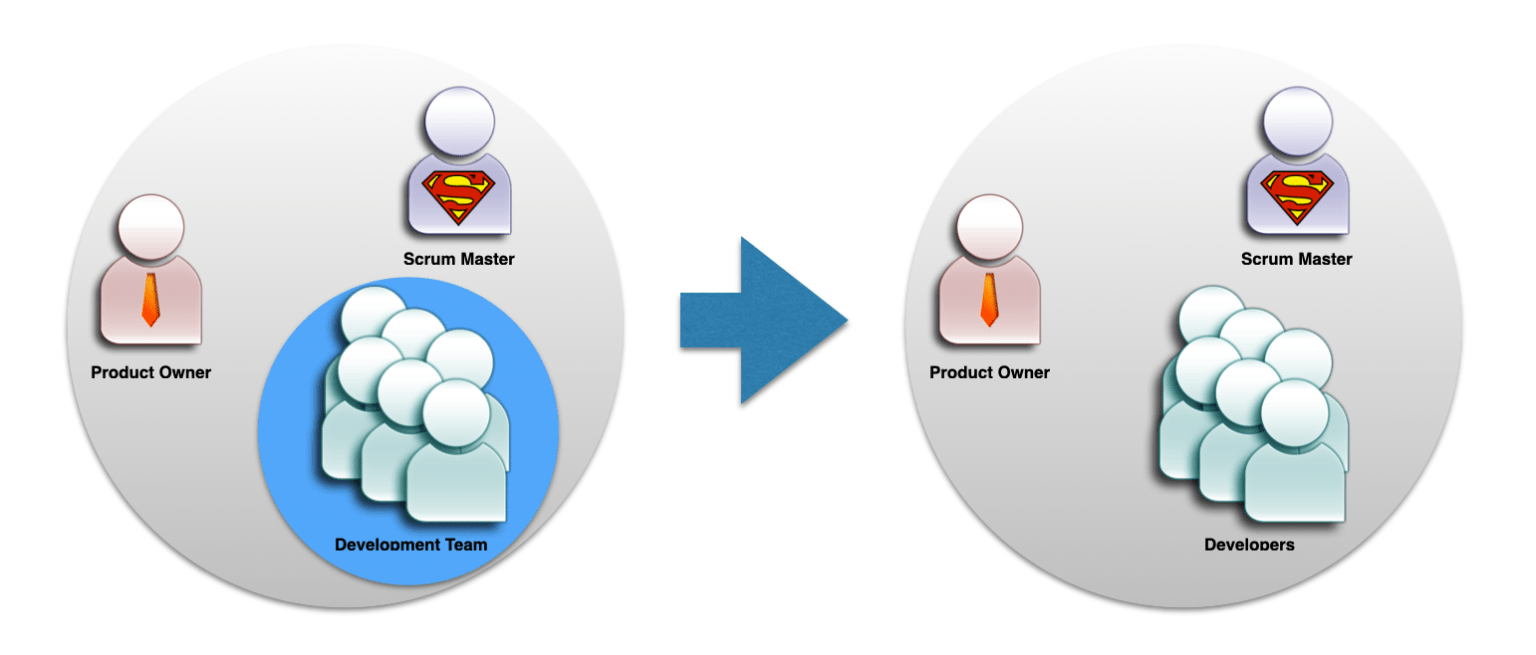 Scrum Master
Product Owner
Development Team
Scrum Master
Product Owner
Developers